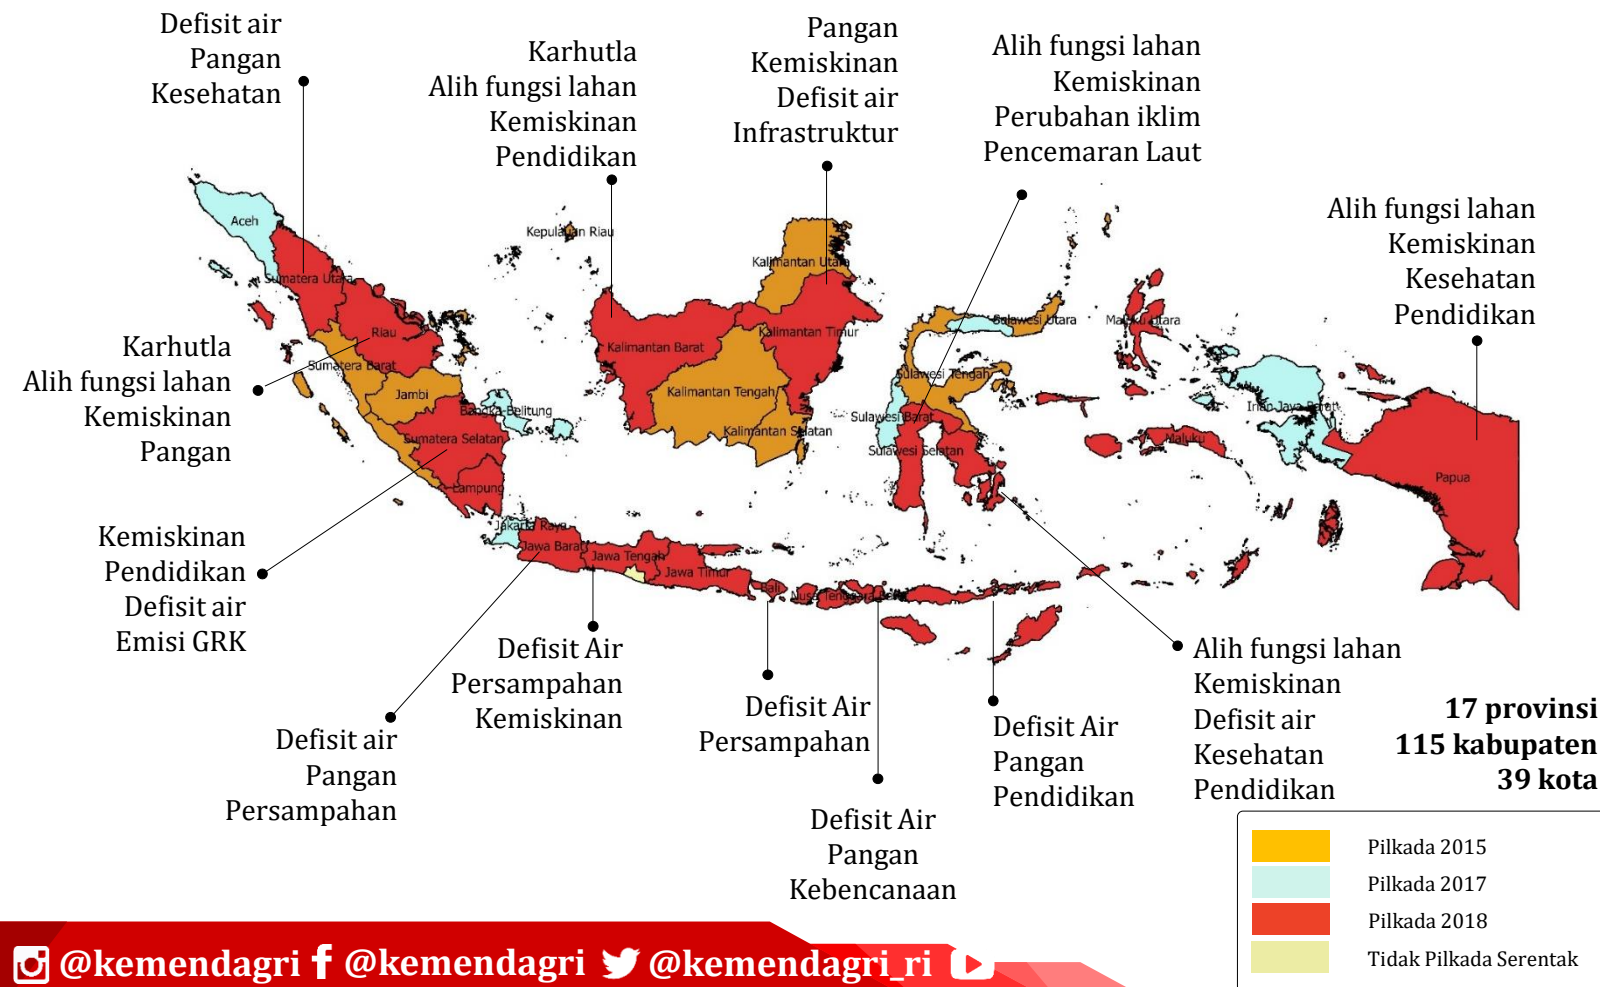 Defisit air
Pangan
Kesehatan
Karhutla
Alih fungsi lahan
Kemiskinan
Pendidikan
Pangan
Kemiskinan
Defisit air
Infrastruktur
Alih fungsi lahan
Kemiskinan
Perubahan iklim
Pencemaran Laut
Alih fungsi lahan
Kemiskinan
Kesehatan
Pendidikan
Aceh
Sumatera Utara
Kepulauan Riau
Riau
Sumatera Barat
Jambi
Bangka-Belitung
Sumatera Selatan
Lampung
Jakarta Raya
Jawa Barat
Jawa Tengah
Jawa Timur
Bali
Nusa Tenggara Barat
Kalimantan Utara
Kalimantan Timur
Kalimantan Barat
Kalimantan Tengah
Kalimantan Selatan
Sulawesi Utara
Sulawesi Tengah
Sulawesi Barat
Sulawesi Selatan
Maluku Utara
Maluku
Irian Jaya Barat
Papua
Karhutla
Alih fungsi lahan
Kemiskinan
Pangan
Kemiskinan
Pendidikan
Defisit air
Emisi GRK
Defisit air
Pangan
Persampahan
Defisit Air
Persampahan
Kemiskinan
Defisit Air
Persampahan
Defisit Air
Pangan
Kebencanaan
Defisit Air
Pangan
Pendidikan
Alih fungsi lahan
Kemiskinan
Defisit air
Kesehatan
Pendidikan
17 provinsi
115 kabupaten
39 kota
Pilkada 2015
Pilkada 2017
Pilkada 2018
Tidak Pilkada Serentak
@kemendagri f @kemendagri @kemendagri_ri